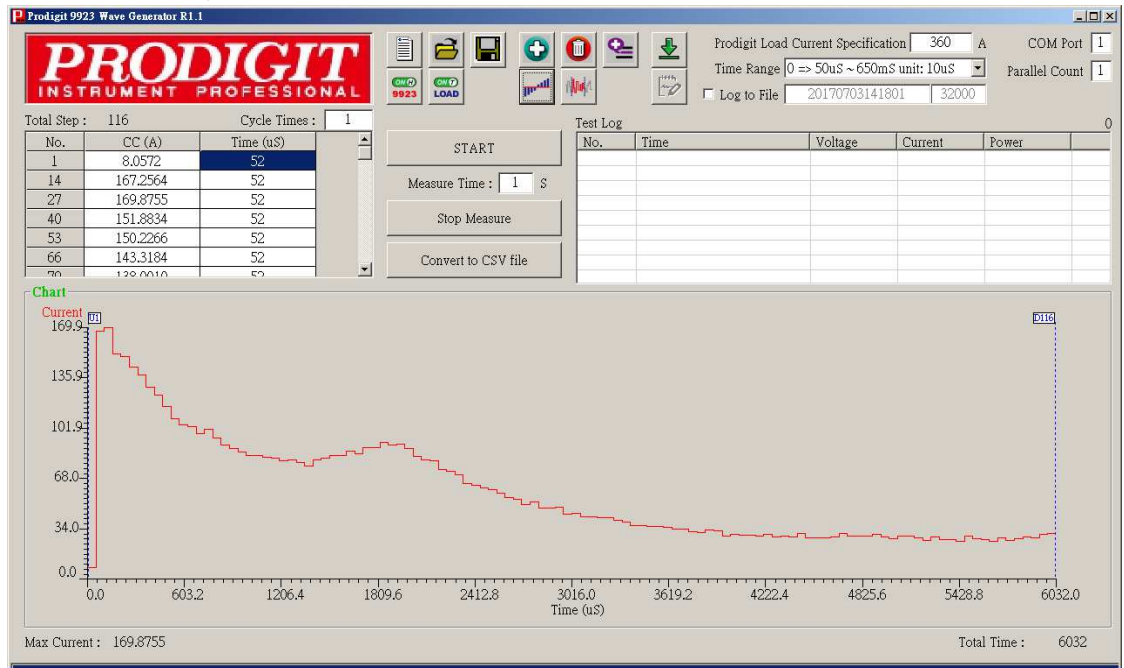 Prodigit 9923 Wave Generator R1.1
PRODIGIT
INSTRUMENT PROFESSIONAL
ON 9923
ON LOAD
Prodigit Load Current Specification 360 A
COM Port 1
Time Range 0 => 50uS ~ 650mS unit: 10uS
Parallel Count 1
Log to File 20170703141801 32000
Total Step : 116 Cycle Times : 1
No. CC (A) Time (uS)
1 8.0572 52
14 167.2564 52
27 169.8755 52
40 151.8834 52
53 150.2266 52
66 143.3184 52
START
Measure Time : 1 S
Stop Measure
Convert to CSV file
Test Log 0
No. Time Voltage Current Power
Chart
Current
U1
D116
169.9
135.9
101.9
68.0
34.0
0.0
0.0 603.2 1206.4 1809.6 2412.8 3016.0 3619.2 4222.4 4825.6 5428.8 6032.0
Time (uS)
Max Current : 169.8755
Total Time : 6032